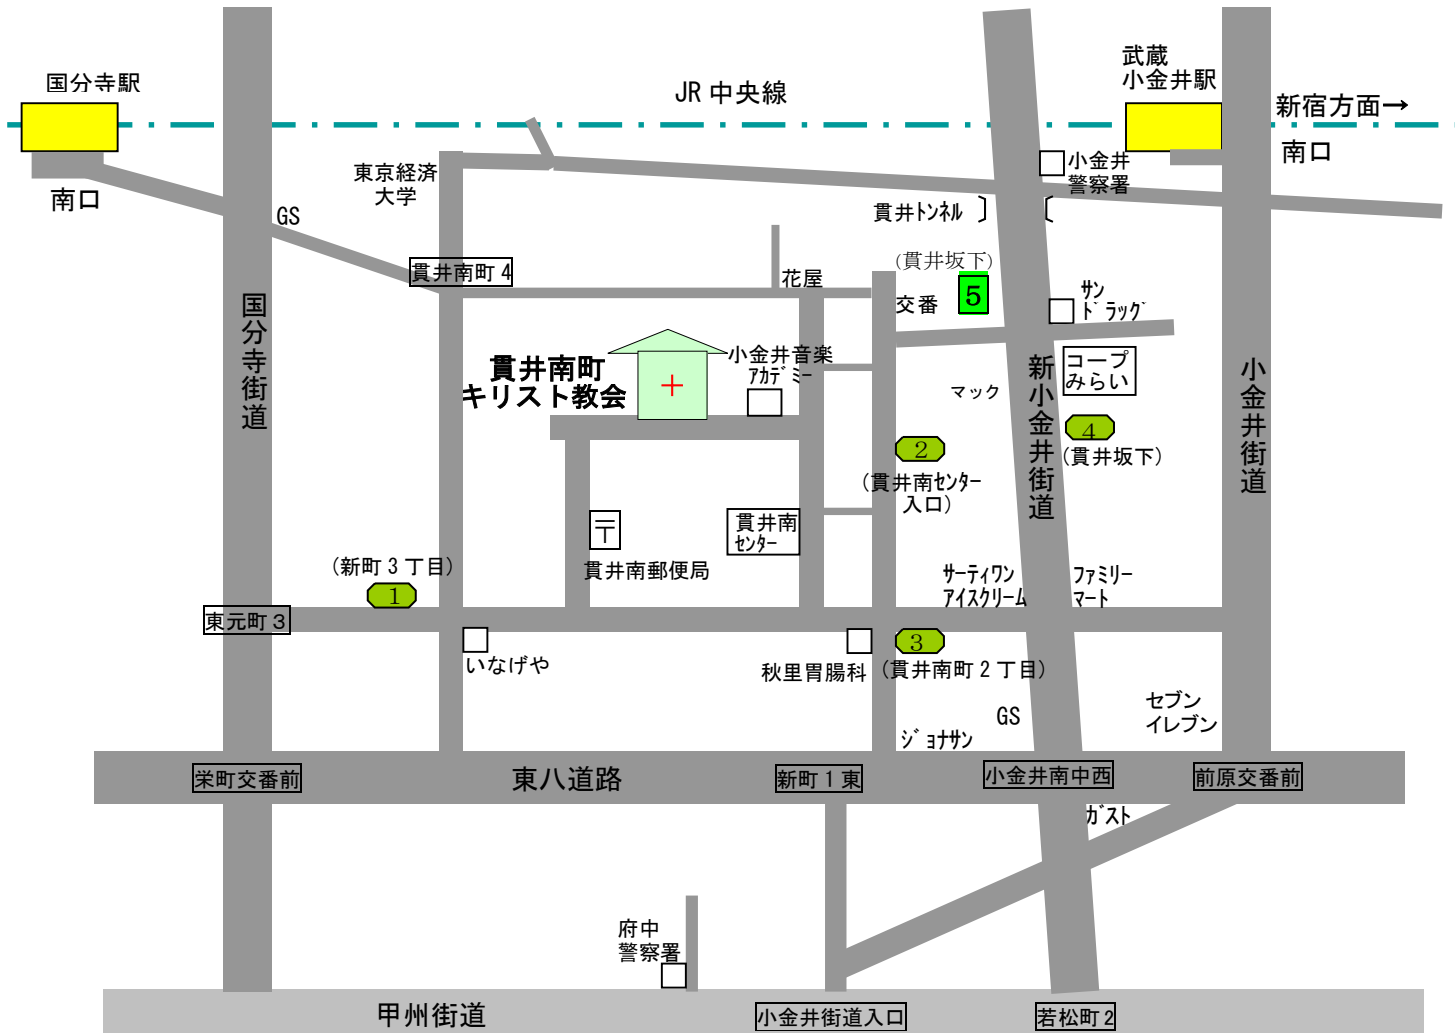 武蔵
小金井駅
国分寺駅
JR 中央線
新宿方面→
南口
小金井
警察署
東京経済
大学
南口
GS
貫井トンネル
(貫井坂下)
貫井南町 4
花屋
交番
5
サン
ドラッグ
国分寺街道
貫井南町
キリスト教会
小金井音楽
アカデミー
コープ
みらい
新小金井街道
小金井街道
マック
4
(貫井坂下)
2
(貫井南センター
入口)
〒
貫井南
センター
貫井南郵便局
(新町 3 丁目)
1
サーティワン
アイスクリーム
ファミリー
マート
東元町 3
いなげや
秋里胃腸科
3
(貫井南町 2 丁目)
GS
セブン
イレブン
ジョナサン
栄町交番前
東八道路
新町 1 東
小金井南中西
前原交番前
ガスト
府中
警察署
甲州街道
小金井街道入口
若松町 2